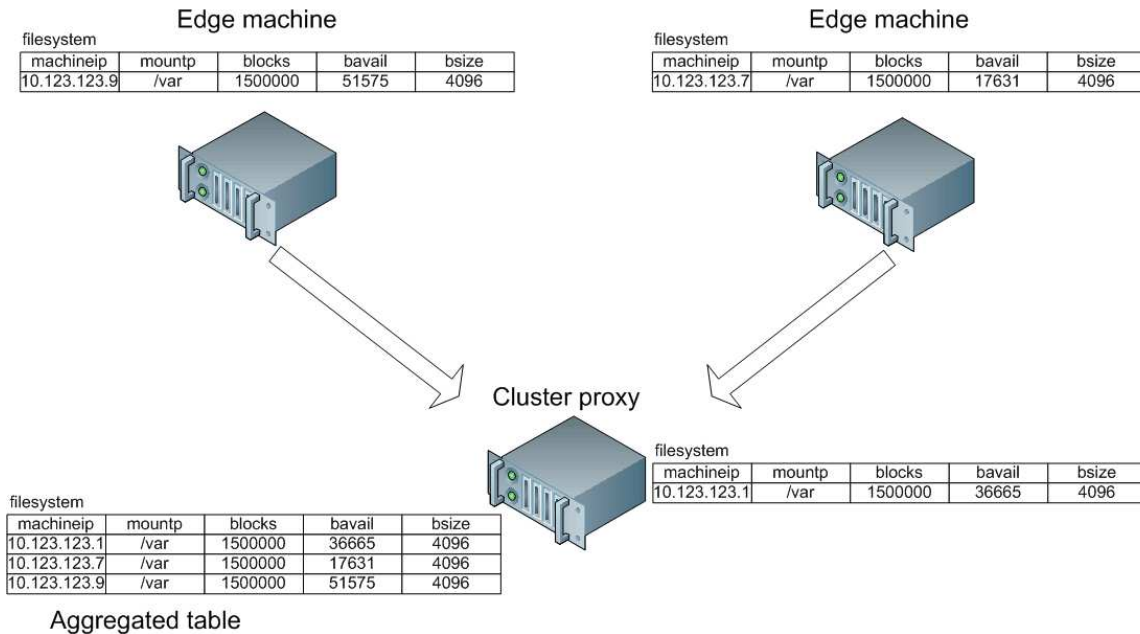 Edge machine
filesystem
machineip mountp blocks bavail bsize
10.123.123.9 /var 1500000 51575 4096
Edge machine
filesystem
machineip mountp blocks bavail bsize
10.123.123.7 /var 1500000 17631 4096
Cluster proxy
filesystem
machineip mountp blocks bavail bsize
10.123.123.1 /var 1500000 36665 4096
filesystem
machineip mountp blocks bavail bsize
10.123.123.1 /var 1500000 36665 4096
10.123.123.7 /var 1500000 17631 4096
10.123.123.9 /var 1500000 51575 4096
Aggregated table